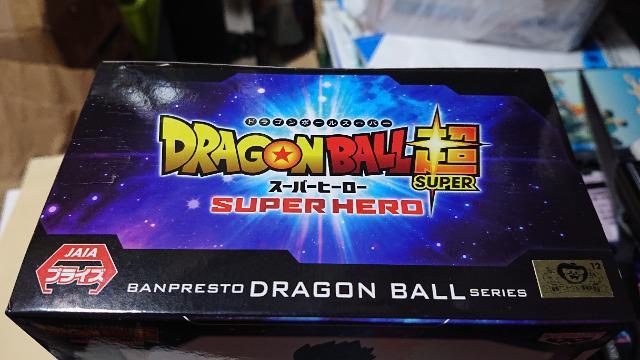 ドラゴンボールスーパー
DRAGON BALL 超
SUPER
スーパーヒーロー
SUPER HERO
JAIA
プライズ
BANPRESTO DRAGON BALL SERIES
12